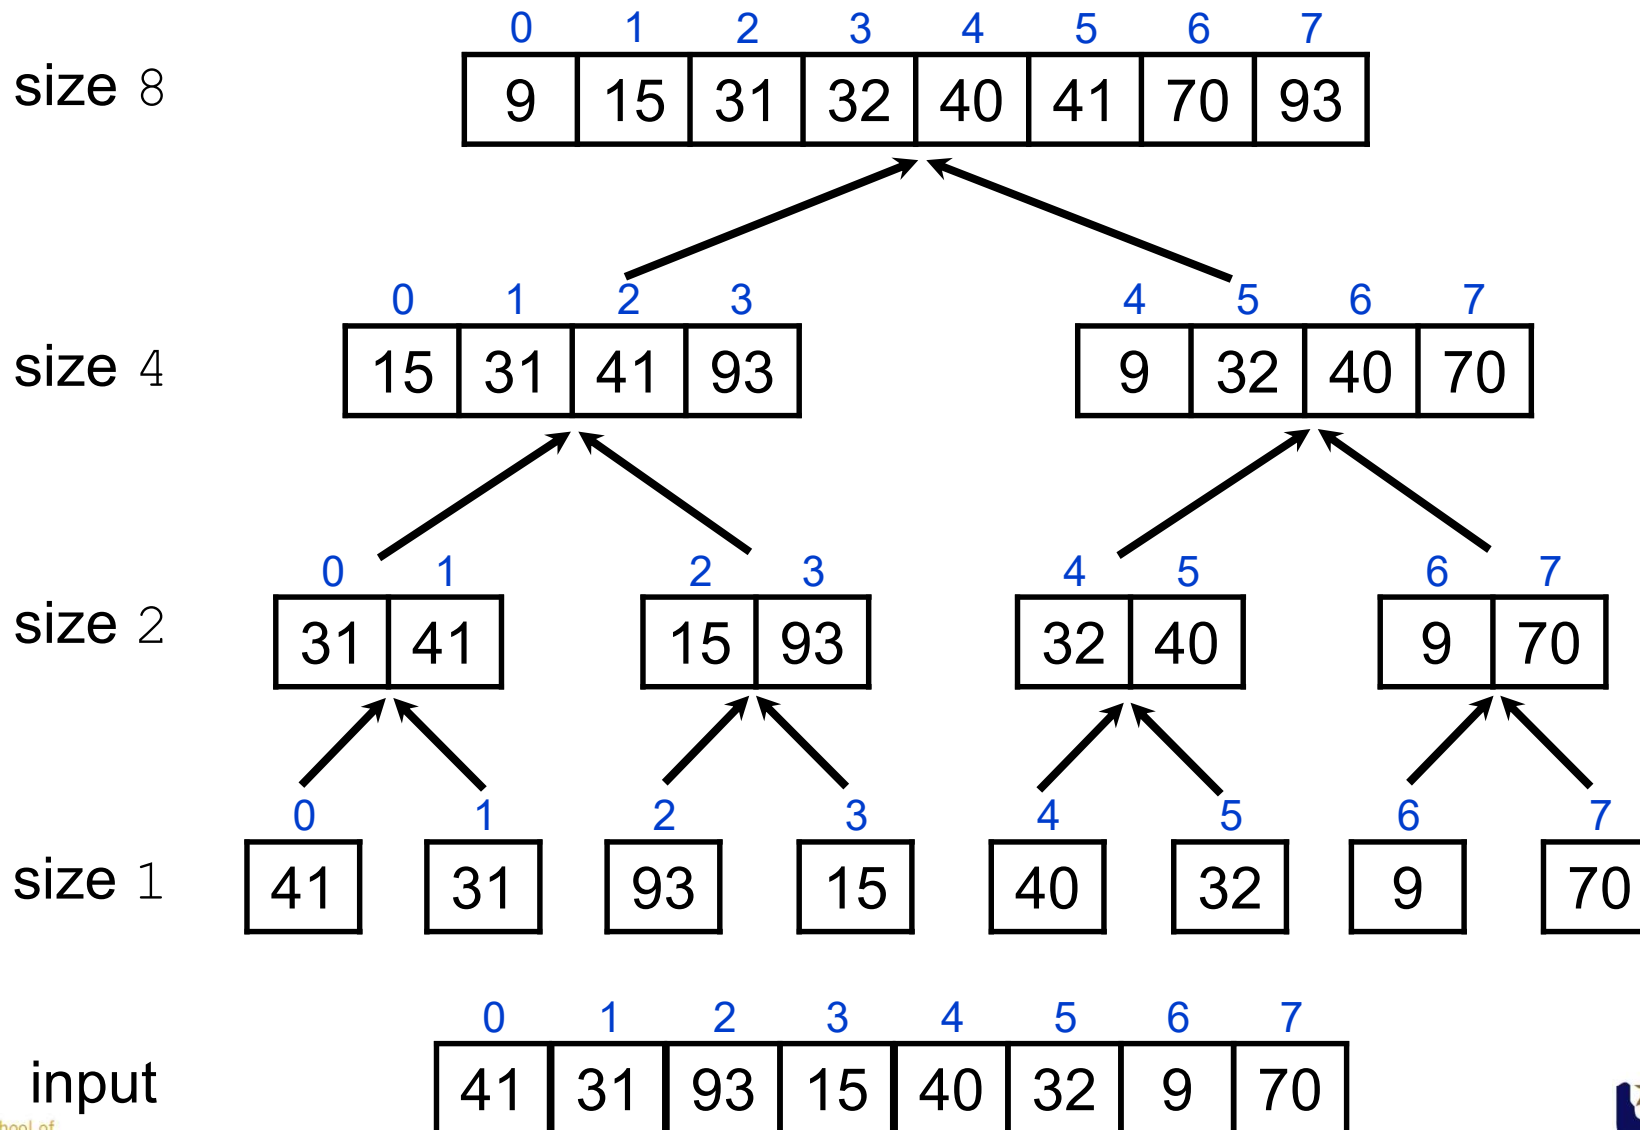 0 1 2 3 4 5 6 7
size 8 9 15 31 32 40 41 70 93
0 1 2 3 4 5 6 7
size 4 15 31 41 93 9 32 40 70
0 1 2 3 4 5 6 7
size 2 31 41 15 93 32 40 9 70
0 1 2 3 4 5 6 7
size 1 41 31 93 15 40 32 9 70
0 1 2 3 4 5 6 7
input 41 31 93 15 40 32 9 70